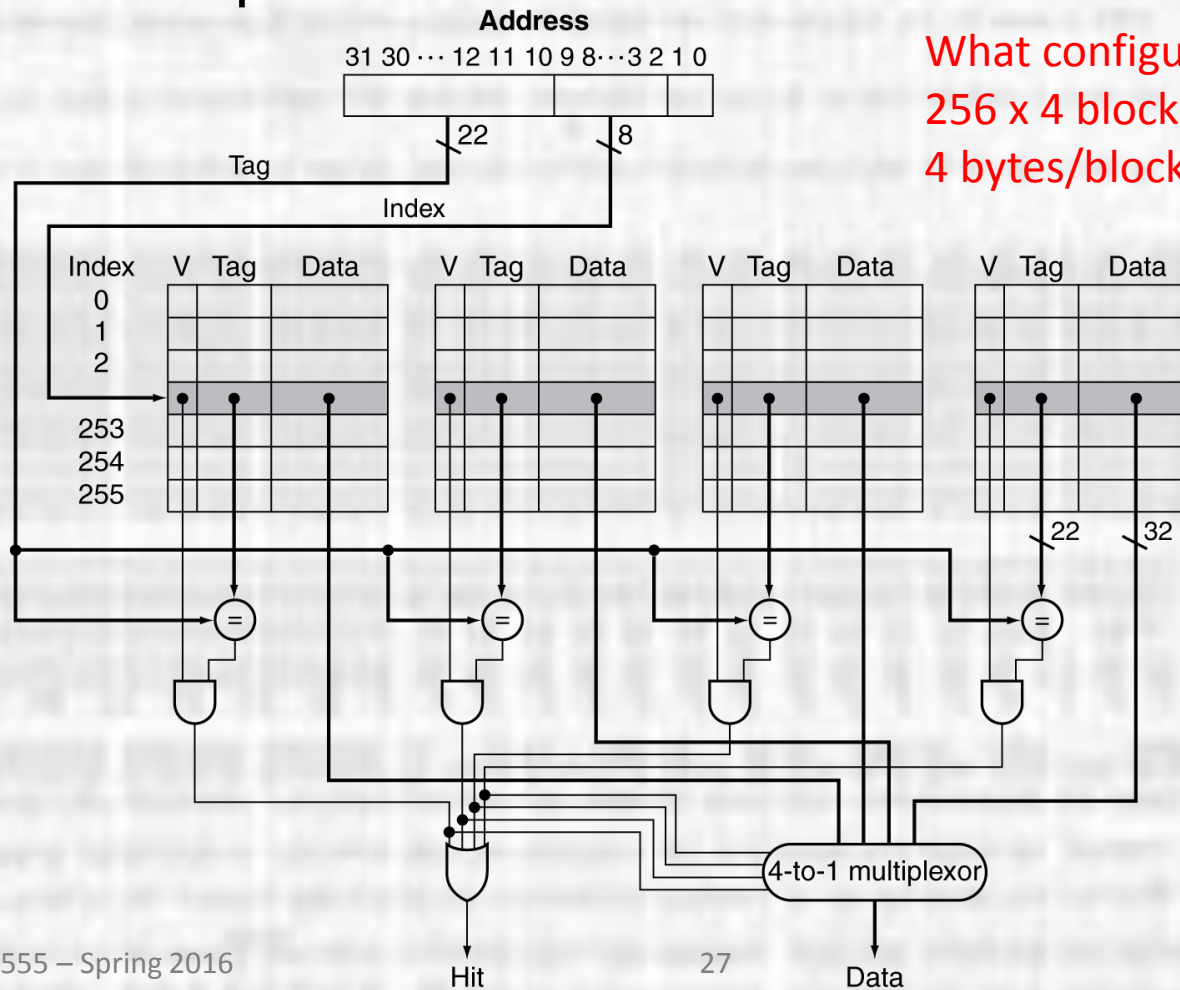 Address
31 30 ··· 12 11 10 9 8···3 2 1 0
22
8
Tag
Index
What configu
256 x 4 block
4 bytes/block
Index V Tag Data V Tag Data V Tag Data V Tag Data
0
1
2
253
254
255
22
32
= = = =
4-to-1 multiplexor
Hit
Data
555 – Spring 2016
27